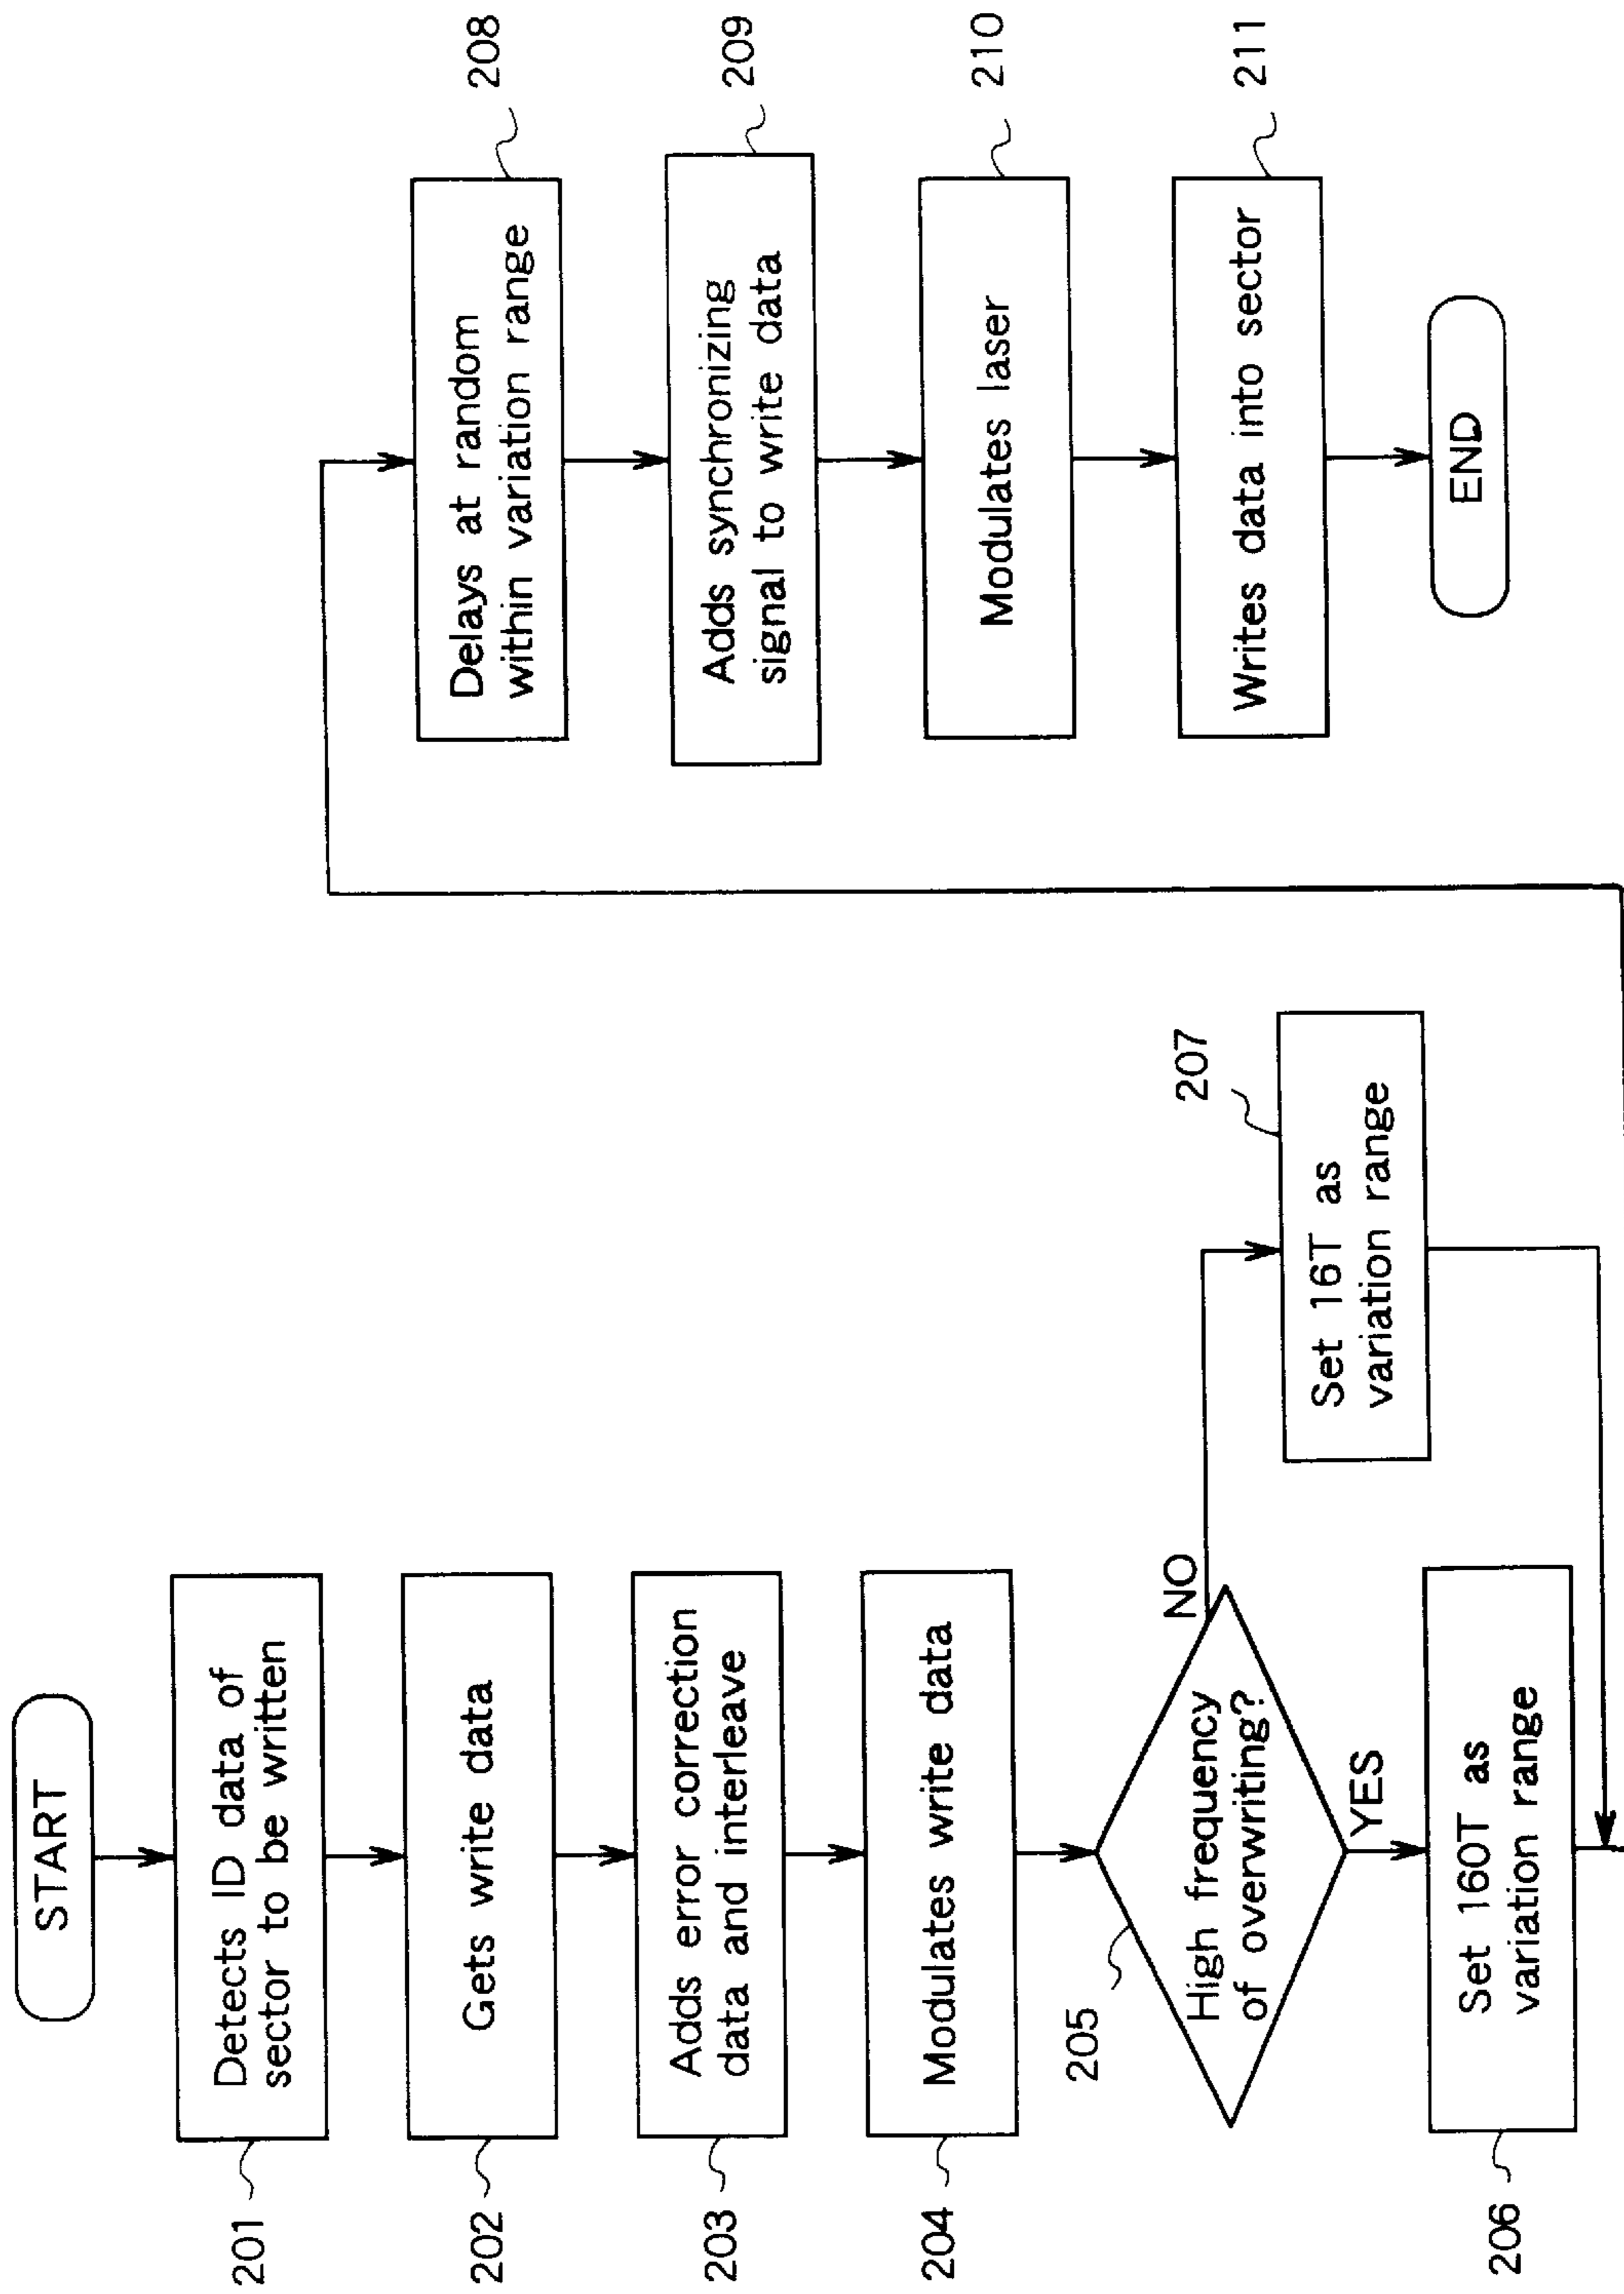 START
201
Detects ID data of
sector to be written
202
Gets write data
203
Adds error correction
data and interleave
204
Modulates write data
205
High frequency
of overwriting?
NO
YES
206
Set 160T as
variation range
207
Set 16T as
variation range
208
Delays at random
within variation range
209
Adds synchronizing
signal to write data
210
Modulates laser
211
Writes data into sector
END